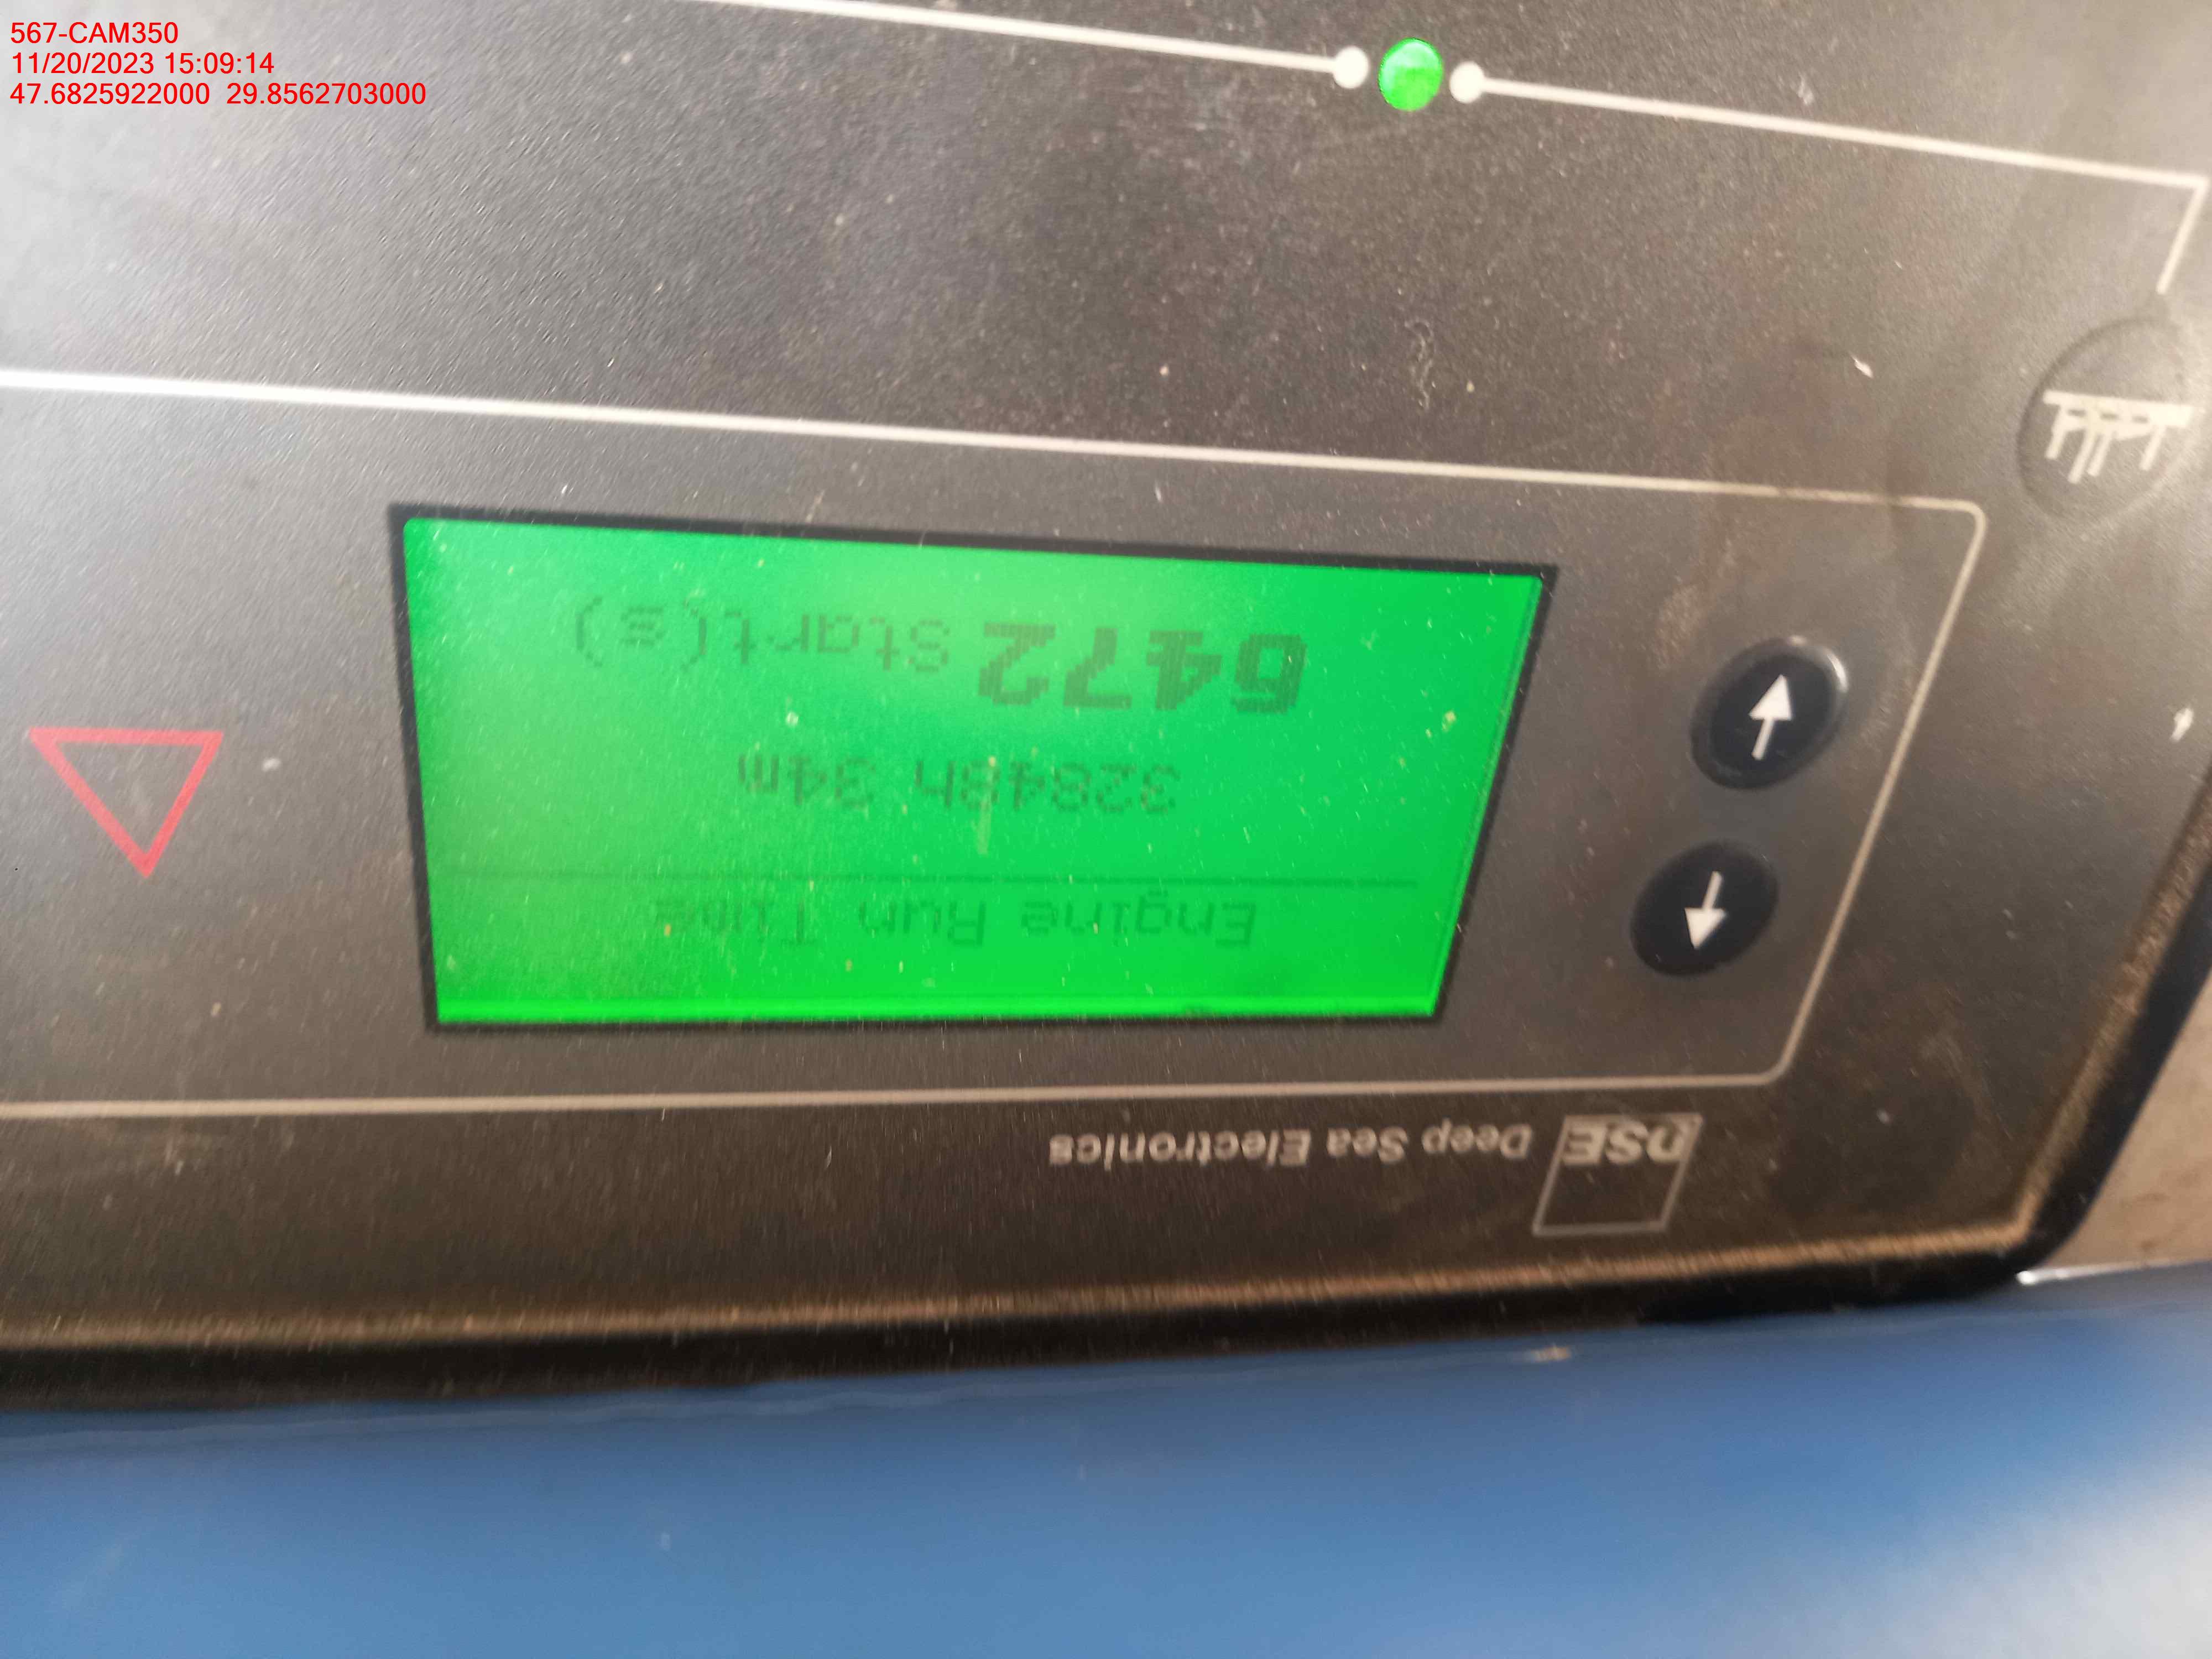 567-CAM350
11/20/2023 15:09:14
47.6825922000 29.8562703000
DSE Deep Sea Electronics
Engine Run Time
32848h 34m
6472 Start(s)